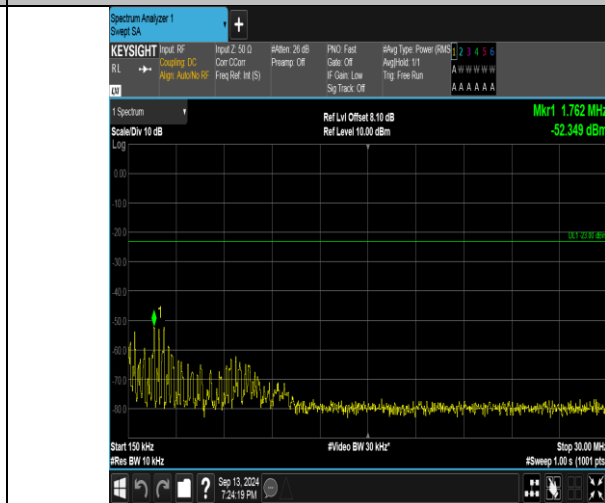 Spectrum Analyzer 1
Swept SA
+
KEYSIGHT
RL
Input: RF
Coupling: DC
Align: Auto/No RF
Input Z: 50 Ω
Corr CCorr
Freq Ref: Int (S)
#Atten: 26 dB
Preamp: Off
PNO: Fast
Gate: Off
IF Gain: Low
Sig Track: Off
#Avg Type: Power (RMS
Avg|Hold: 1/1
Trig: Free Run
1 2 3 4 5 6
A W W W W W
A A A A A A
1 Spectrum
Scale/Div 10 dB
Log
Ref Lvl Offset 8.10 dB
Ref Level 10.00 dBm
Mkr1 1.762 MHz
-52.349 dBm
0.00
-10.0
-20.0
DL1 -23.00 dBm
-30.0
-40.0
-50.0
1
-60.0
-70.0
-80.0
Start 150 kHz
#Res BW 10 kHz
#Video BW 30 kHz*
Stop 30.00 MHz
#Sweep 1.00 s (1001 pts
?
Sep 13, 2024
7:24:19 PM